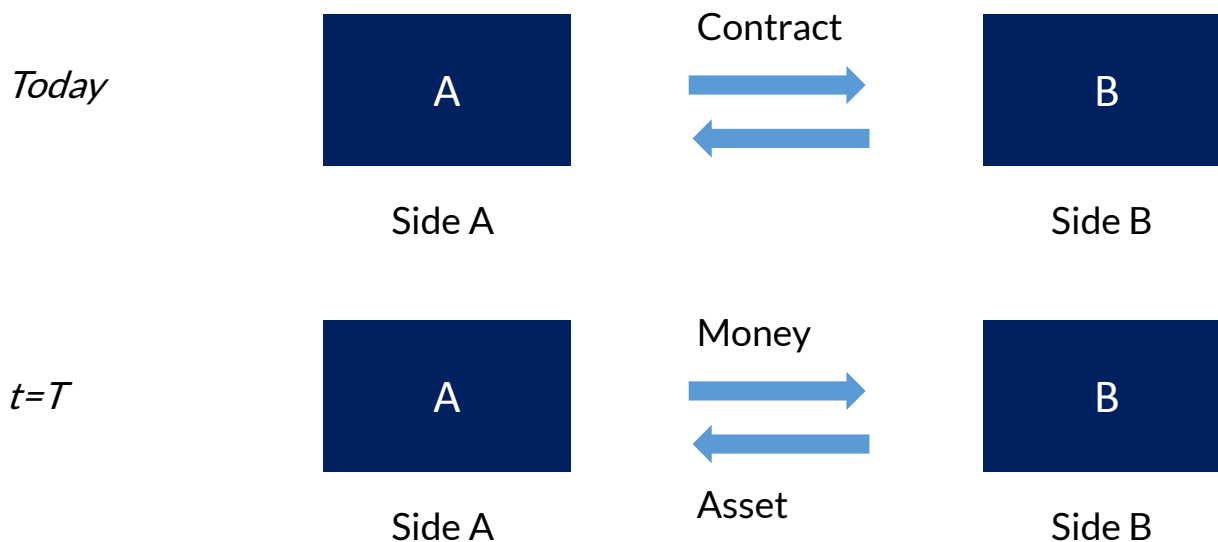 Contract
Today
A
B
Side A
Side B
Money
t=T
A
B
Asset
Side A
Side B